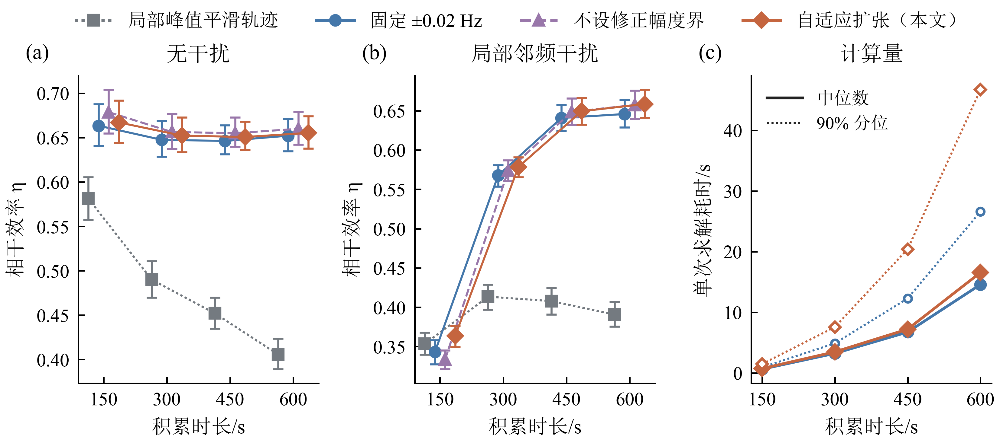 局部峰值平滑轨迹 固定 ±0.02 Hz 不设修正幅度界 自适应扩张（本文）
(a) 无干扰
0.70
0.65
0.60
0.55
0.50
0.45
0.40
相干效率 η
150 300 450 600
积累时长/s
(b) 局部邻频干扰
0.65
0.60
0.55
0.50
0.45
0.40
0.35
相干效率 η
150 300 450 600
积累时长/s
(c) 计算量
中位数
90% 分位
40
30
20
10
0
单次求解耗时/s
150 300 450 600
积累时长/s